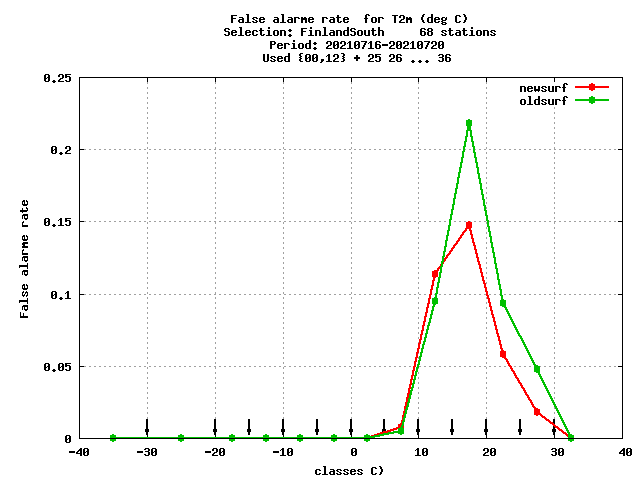 False alarme rate  for T2m (deg C)
Selection: FinlandSouth     68 stations
Period: 20210716-20210720
Used {00,12} + 25 26 ... 36
newsurf
oldsurf
0.25
0.2
0.15
0.1
0.05
0
False alarme rate
-40 -30 -20 -10 0 10 20 30 40
classes C)